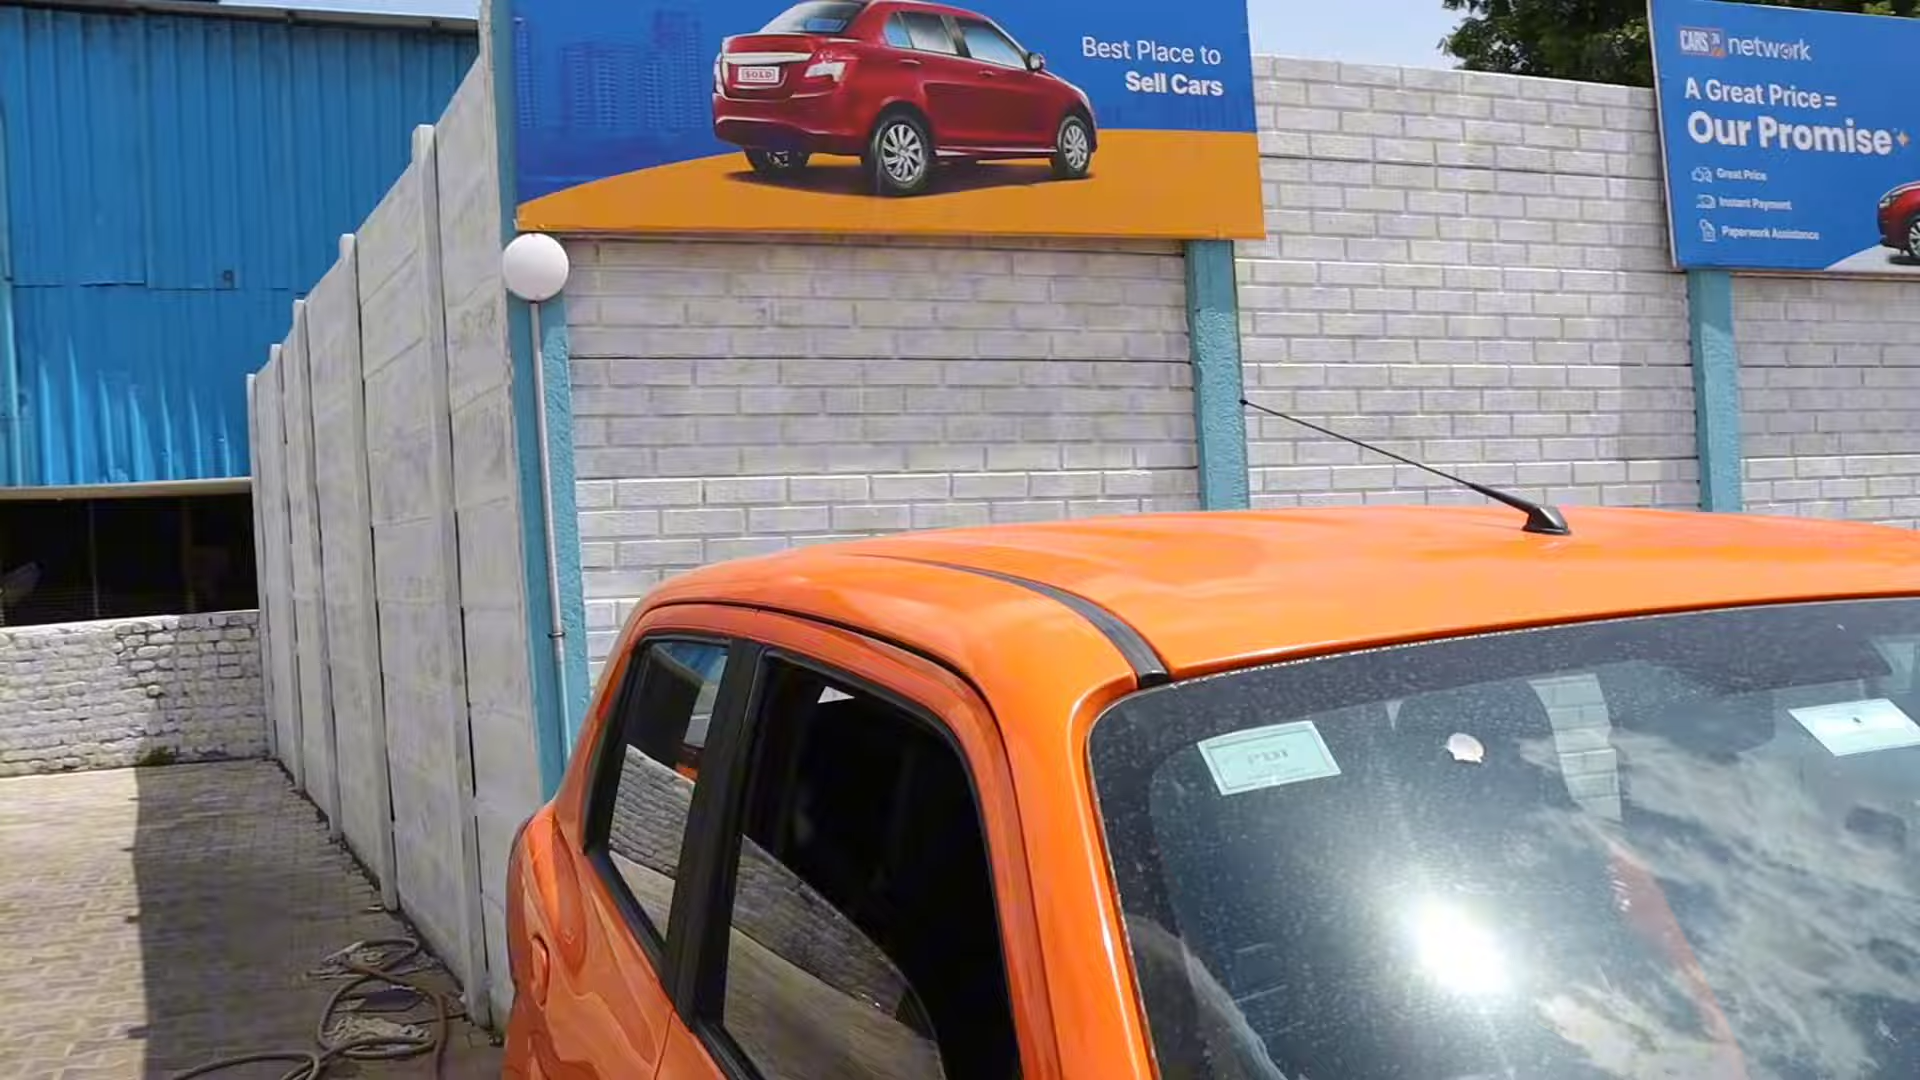 SOLD
Best Place to
Sell Cars
CARS24 network
A Great Price =
Our Promise
Great Price
Instant Payment
Paperwork Assistance
PDI